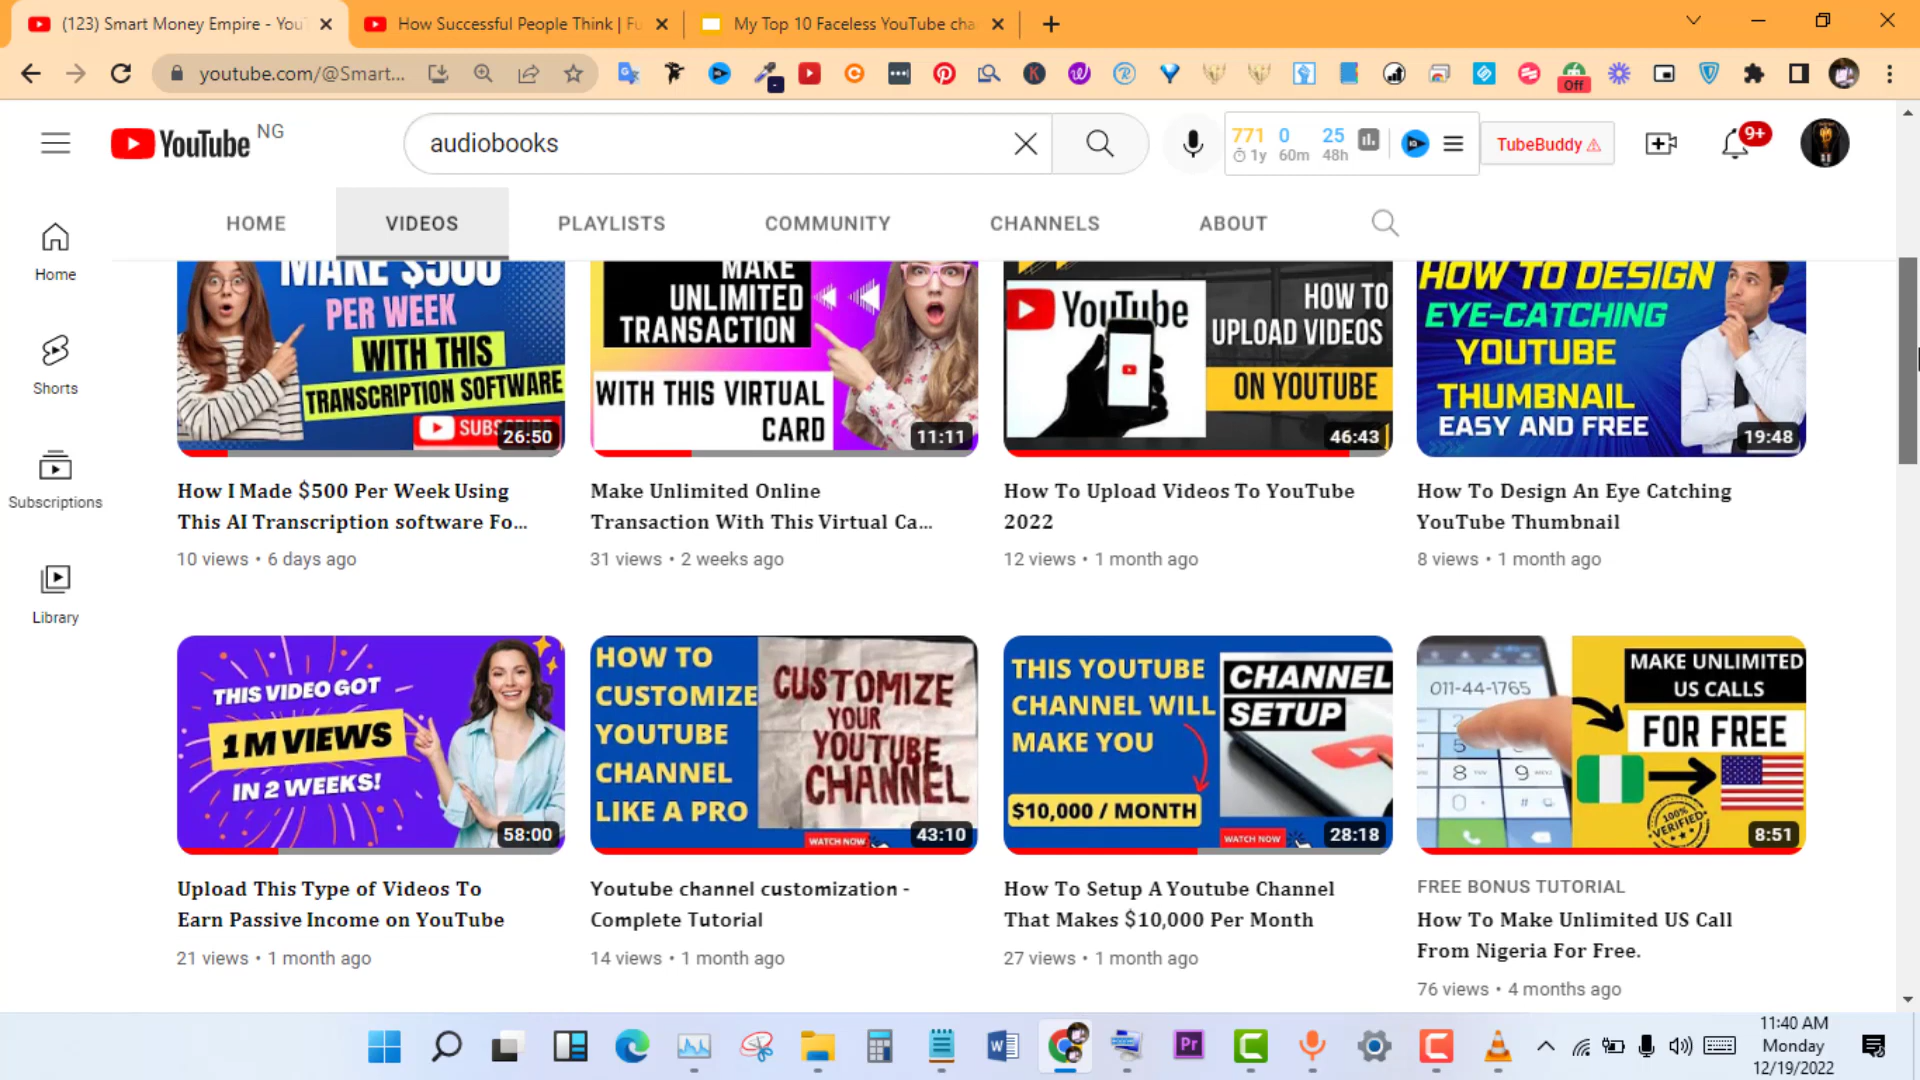 (123) Smart Money Empire - YouT
How Successful People Think | Fu
My Top 10 Faceless YouTube cha
youtube.com/@Smart...
Off
YouTube NG
audiobooks
771 0 25
1y 60m 48h
TubeBuddy
9+
HOME VIDEOS PLAYLISTS COMMUNITY CHANNELS ABOUT
Home
Shorts
Subscriptions
Library
MAKE $500
PER WEEK
WITH THIS
TRANSCRIPTION SOFTWARE
26:50
MAKE
UNLIMITED
TRANSACTION
WITH THIS VIRTUAL
CARD
11:11
YouTube
HOW TO
UPLOAD VIDEOS
ON YOUTUBE
46:43
HOW TO DESIGN
EYE-CATCHING
YOUTUBE
THUMBNAIL
EASY AND FREE
19:48
How I Made $500 Per Week Using
This AI Transcription software Fo...
10 views • 6 days ago
Make Unlimited Online
Transaction With This Virtual Ca...
31 views • 2 weeks ago
How To Upload Videos To YouTube
2022
12 views • 1 month ago
How To Design An Eye Catching
YouTube Thumbnail
8 views • 1 month ago
THIS VIDEO GOT
1 M VIEWS
IN 2 WEEKS!
58:00
HOW TO
CUSTOMIZE
YOUTUBE
CHANNEL
LIKE A PRO
CUSTOMIZE
YOUR
YOUTUBE
CHANNEL
WATCH NOW
43:10
THIS YOUTUBE
CHANNEL WILL
MAKE YOU
$10,000 / MONTH
CHANNEL
SETUP
WATCH NOW
28:18
011-44-1765
MAKE UNLIMITED
US CALLS
FOR FREE
100%
VERIFIED
8:51
Upload This Type of Videos To
Earn Passive Income on YouTube
21 views • 1 month ago
Youtube channel customization -
Complete Tutorial
14 views • 1 month ago
How To Setup A Youtube Channel
That Makes $10,000 Per Month
27 views • 1 month ago
FREE BONUS TUTORIAL
How To Make Unlimited US Call
From Nigeria For Free.
76 views • 4 months ago
11:40 AM
Monday
12/19/2022